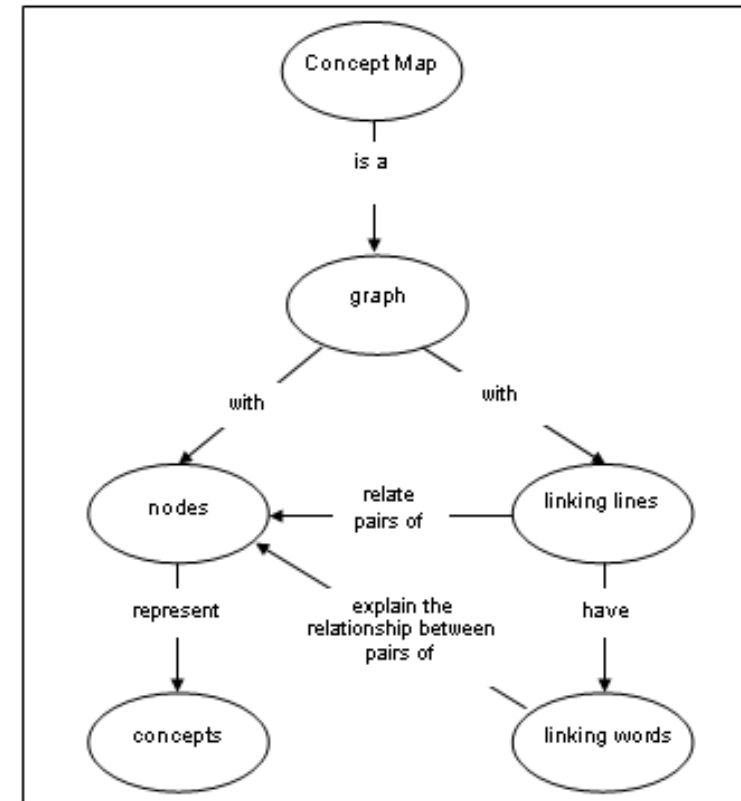 Concept Map
is a
graph
with
with
nodes
relate
pairs of
linking lines
represent
explain the
relationship between
pairs of
have
concepts
linking words